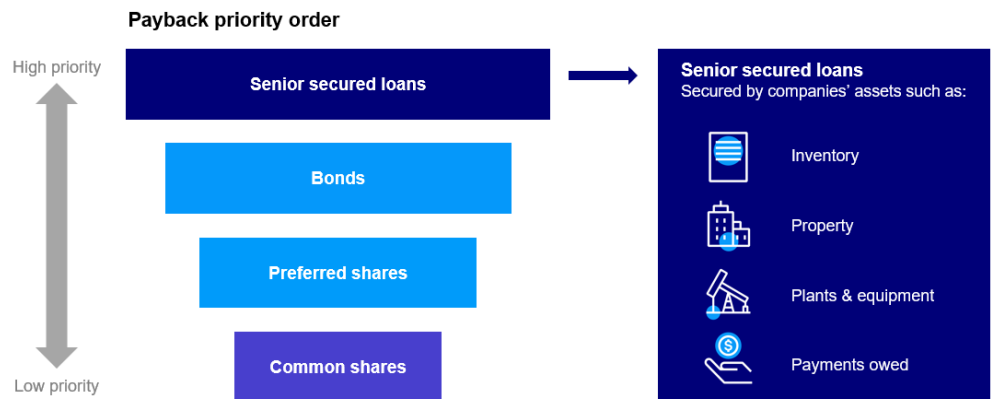 Payback priority order
High priority
Senior secured loans
Bonds
Preferred shares
Common shares
Low priority
Senior secured loans
Secured by companies’ assets such as:
Inventory
Property
Plants & equipment
$
Payments owed